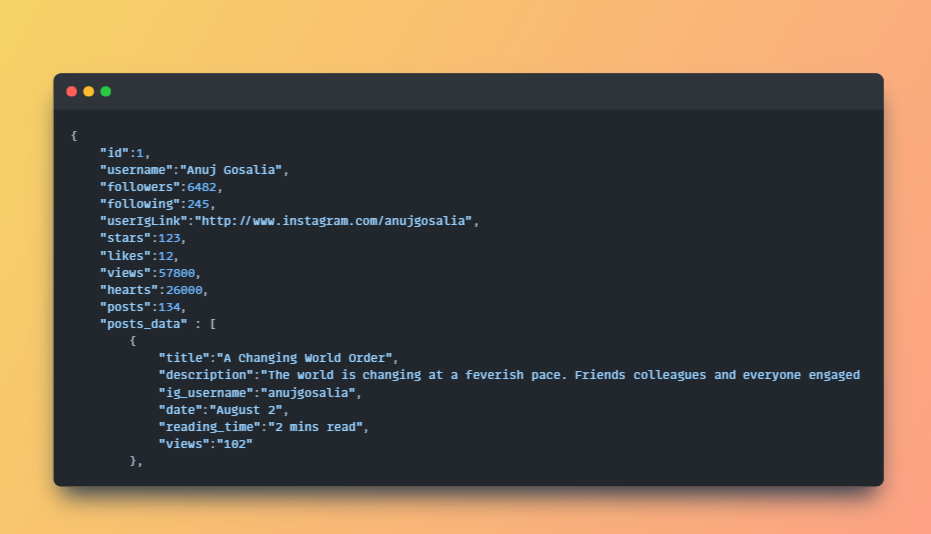 {
"id":1,
"username":"Anuj Gosalia",
"followers":6482,
"following":245,
"userIgLink":"http://www.instagram.com/anujgosalia",
"stars":123,
"likes":12,
"views":57800,
"hearts":26000,
"posts":134,
"posts_data" : [
{
"title":"A Changing World Order",
"description":"The world is changing at a feverish pace. Friends colleagues and everyone engaged
"ig_username":"anujgosalia",
"date":"August 2",
"reading_time":"2 mins read",
"views":"102"
},